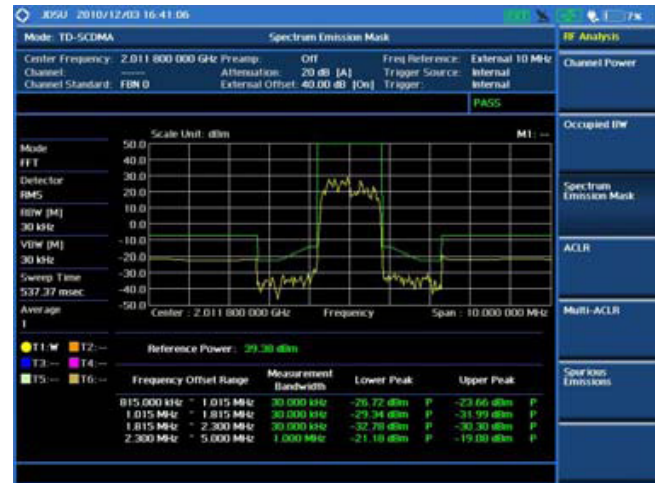 JDSU 2010/12/03 16:41:06
EXT 7%
Mode: TD-SCDMA Spectrum Emission Mask
RF Analysis
Center Frequency: 2.011 800 000 GHz Preamp: Off Freq Reference: External 10 MHz
Channel: ----- Attenuation: 20 dB [A] Trigger Source: Internal
Channel Standard: FBN 0 External Offset: 40.00 dB [On] Trigger: Internal
PASS
Channel Power
Occupied BW
Spectrum
Emission Mask
ACLR
Multi-ACLR
Spurious
Emissions
Mode
FFT
Detector
RMS
RBW [M]
30 kHz
VBW [M]
30 kHz
Sweep Time
537.37 msec
Average
1
Scale Unit: dBm M1: --
50.0
40.0
30.0
20.0
10.0
0.0
-10.0
-20.0
-30.0
-40.0
-50.0
Center : 2.011 800 000 GHz Frequency Span : 10.000 000 MHz
T1:W T2:--
T3:-- T4:--
T5:-- T6:--
Reference Power: 39.30 dBm
Frequency Offset Range Measurement Bandwidth Lower Peak Upper Peak
815.000 kHz ~ 1.015 MHz 30.000 kHz -26.72 dBm P -23.66 dBm P
1.015 MHz ~ 1.815 MHz 30.000 kHz -29.34 dBm P -31.99 dBm P
1.815 MHz ~ 2.300 MHz 30.000 kHz -32.78 dBm P -30.30 dBm P
2.300 MHz ~ 5.000 MHz 1.000 MHz -21.18 dBm P -19.08 dBm P